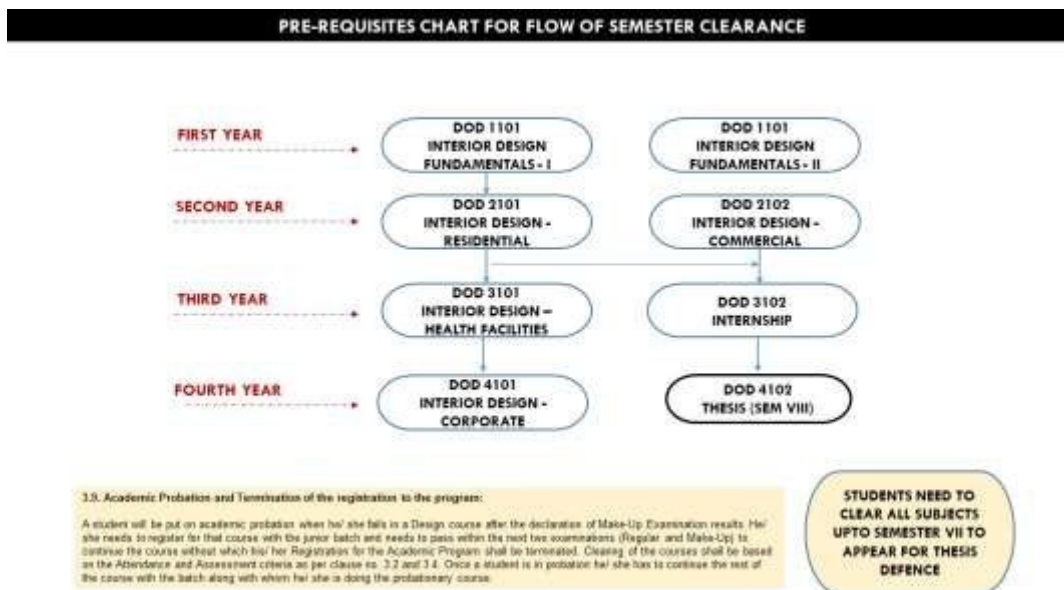 PRE-REQUISITES CHART FOR FLOW OF SEMESTER CLEARANCE
FIRST YEAR
DOD 1101
INTERIOR DESIGN
FUNDAMENTALS - I
DOD 1101
INTERIOR DESIGN
FUNDAMENTALS - II
SECOND YEAR
DOD 2101
INTERIOR DESIGN -
RESIDENTIAL
DOD 2102
INTERIOR DESIGN -
COMMERCIAL
THIRD YEAR
DOD 3101
INTERIOR DESIGN –
HEALTH FACILITIES
DOD 3102
INTERNSHIP
FOURTH YEAR
DOD 4101
INTERIOR DESIGN -
CORPORATE
DOD 4102
THESIS (SEM VIII)
3.9. Academic Probation and Termination of the registration to the program:
A student will be put on academic probation when he/ she fails in a Design course after the declaration of Make-Up Examination results. He/
she needs to register for that course with the junior batch and needs to pass within the next two examinations (Regular and Make-Up) to
continue the course without which his/ her Registration for the Academic Program shall be terminated. Clearing of the courses shall be based
on the Attendance and Assessment criteria as per clause no. 3.2 and 3.4. Once a student is in probation he/ she has to continue the rest of
the course with the batch along with whom he/ she is doing the probationary course.
STUDENTS NEED TO
CLEAR ALL SUBJECTS
UPTO SEMESTER VII TO
APPEAR FOR THESIS
DEFENCE